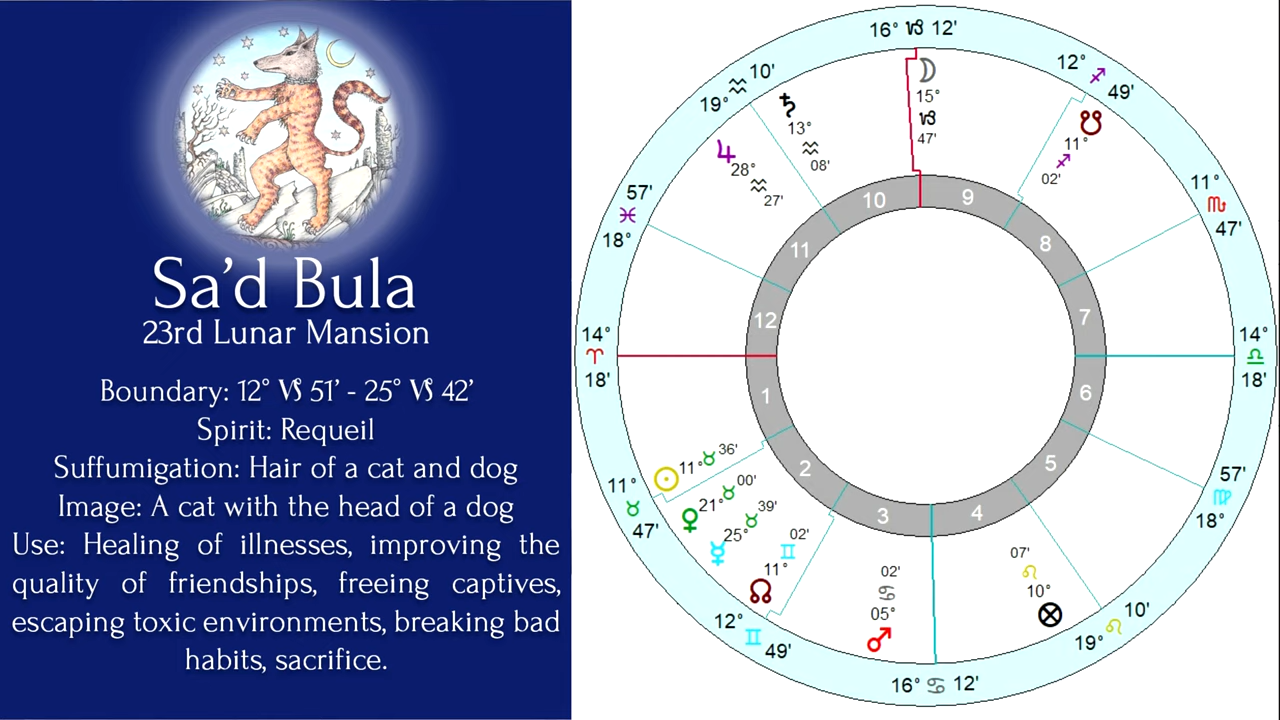 Sa’d Bula
23rd Lunar Mansion
Boundary: 12° ♑ 51’ - 25° ♑ 42’
Spirit: Requeil
Suffumigation: Hair of a cat and dog
Image: A cat with the head of a dog
Use: Healing of illnesses, improving the
quality of friendships, freeing captives,
escaping toxic environments, breaking bad
habits, sacrifice.
16° ♑ 12'
12° ♐ 49'
11° ♏ 47'
14° ♎ 18'
57' ♍ 18°
10' ♌ 19°
16° ♋ 12'
12° ♊ 49'
11° ♉ 47'
14° ♈ 18'
57' ♓ 18°
19° ♒ 10'
☽ 15° ♑ 47'
☋ 11° ♐ 02'
♄ 13° ♒ 08'
♃ 28° ♒ 27'
☉ 11° ♉ 36'
♀ 21° ♉ 00'
☿ 25° ♉ 39'
☊ 11° ♊ 02'
02' ♋ 05° ♂
07' ♌ 10° ⊗
1
2
3
4
5
6
7
8
9
10
11
12